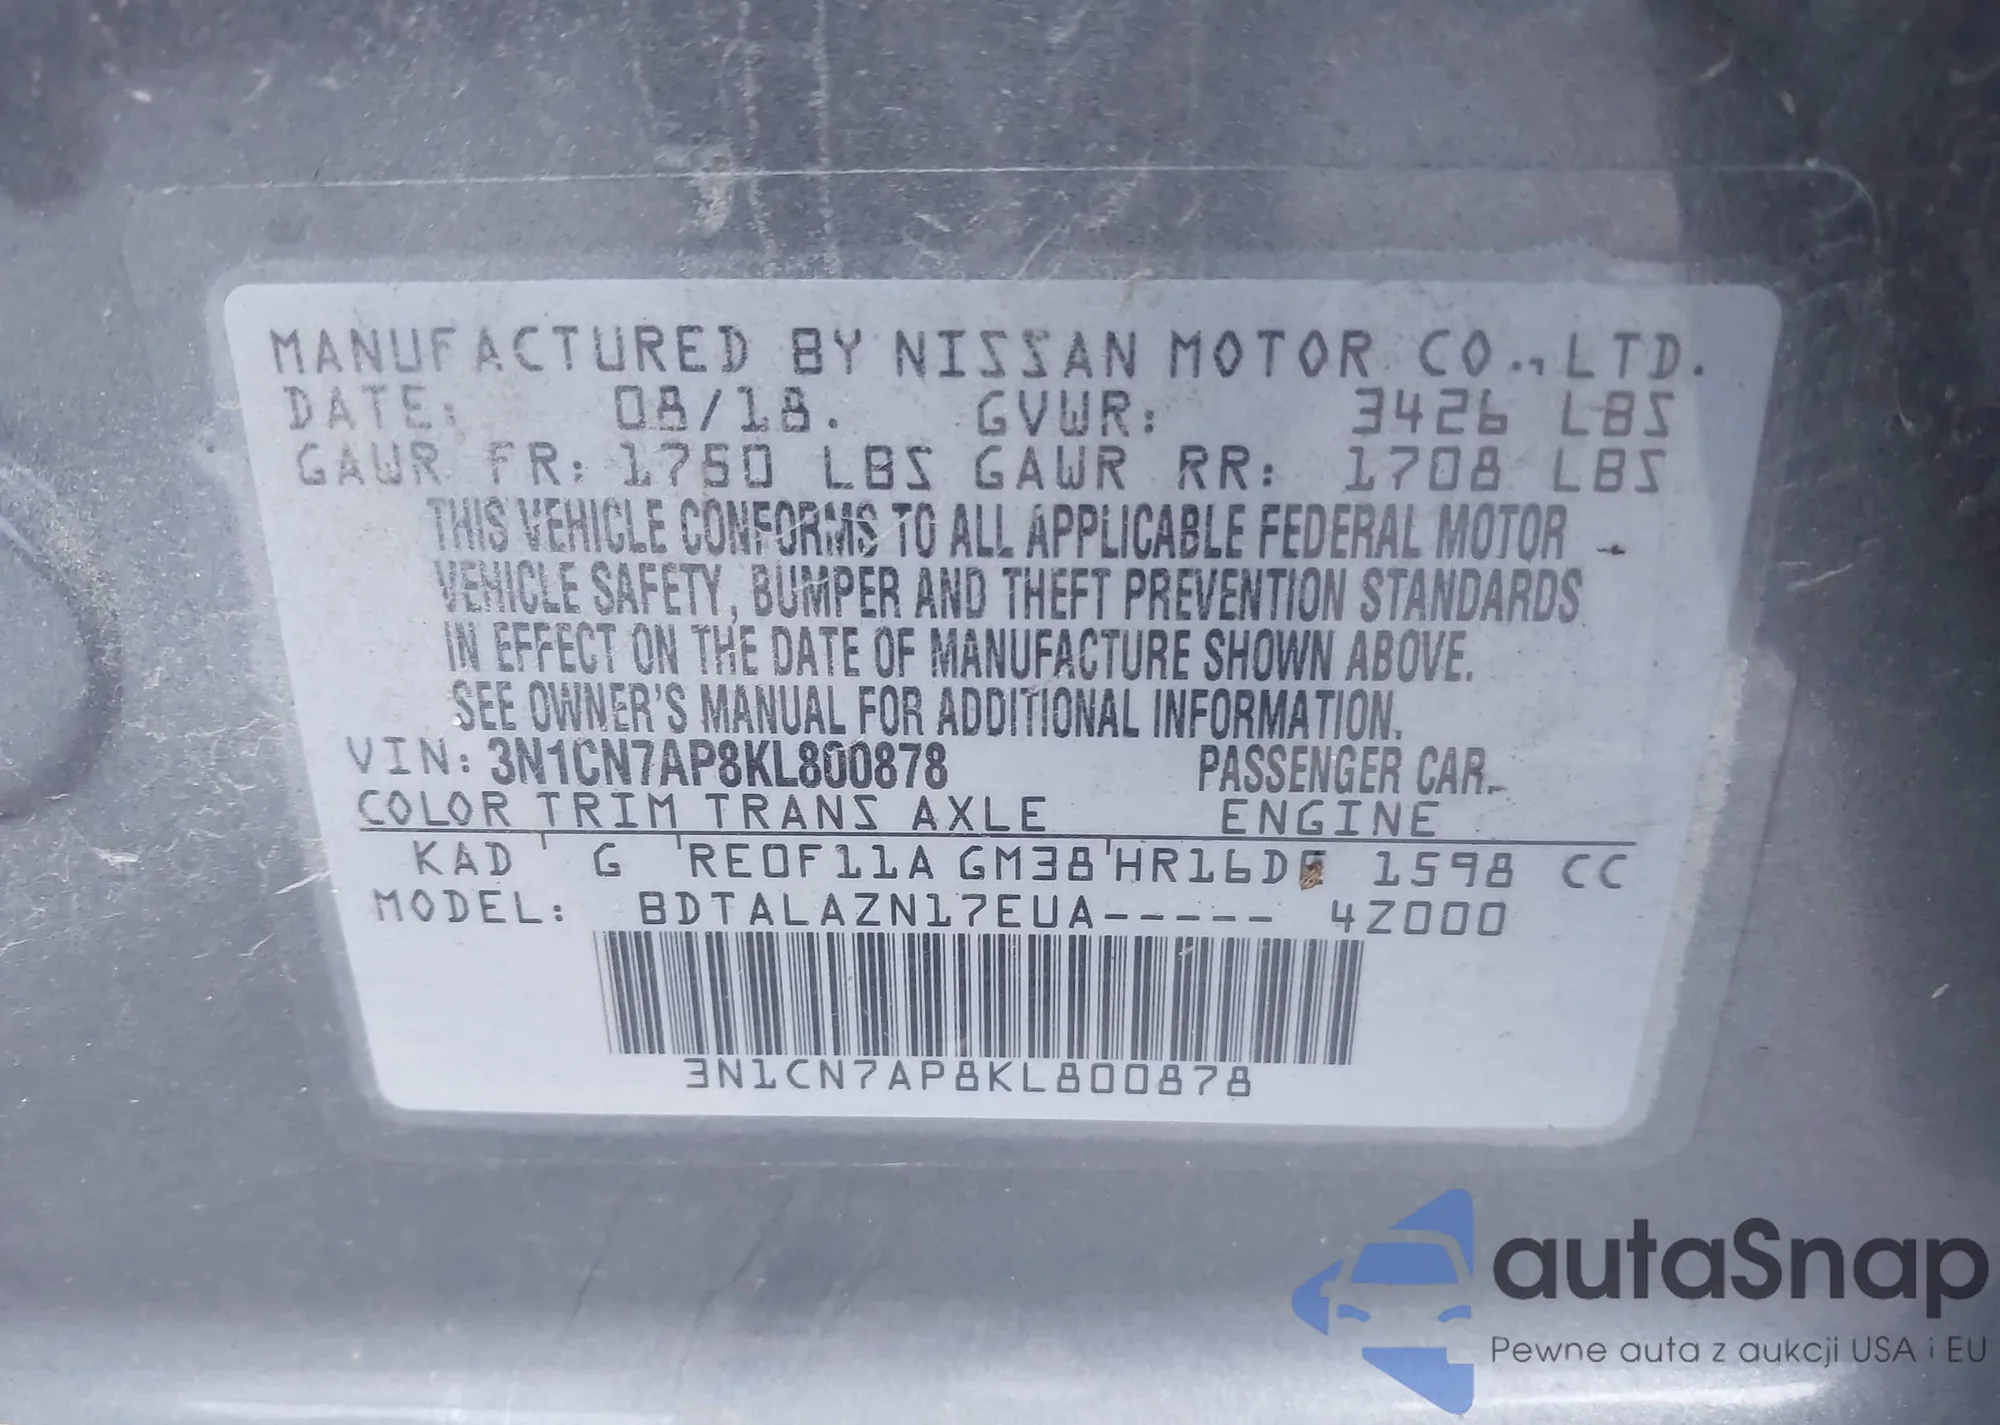 MANUFACTURED BY NISSAN MOTOR CO., LTD.
DATE: 08/18. GVWR: 3426 LBS
GAWR FR: 1750 LBS GAWR RR: 1708 LBS
THIS VEHICLE CONFORMS TO ALL APPLICABLE FEDERAL MOTOR
VEHICLE SAFETY, BUMPER AND THEFT PREVENTION STANDARDS
IN EFFECT ON THE DATE OF MANUFACTURE SHOWN ABOVE.
SEE OWNER'S MANUAL FOR ADDITIONAL INFORMATION.
VIN: 3N1CN7AP8KL800878 PASSENGER CAR
COLOR TRIM TRANS AXLE ENGINE
KAD G RE0F11A GM38 HR16DE 1598 CC
MODEL: BDTALAZN17EUA----- 4Z000
3N1CN7AP8KL800878
autaSnap
Pewne auta z aukcji USA i EU